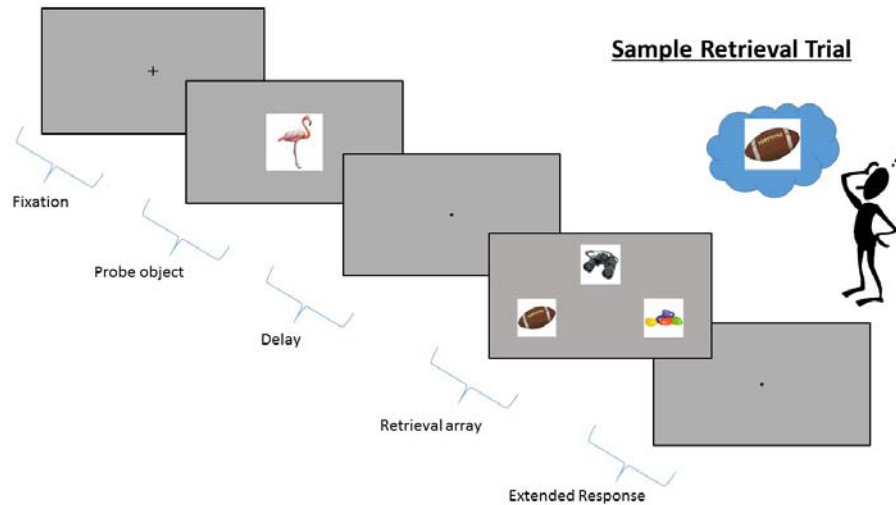 Sample Retrieval Trial
Fixation
Probe object
Delay
Retrieval array
Extended Response